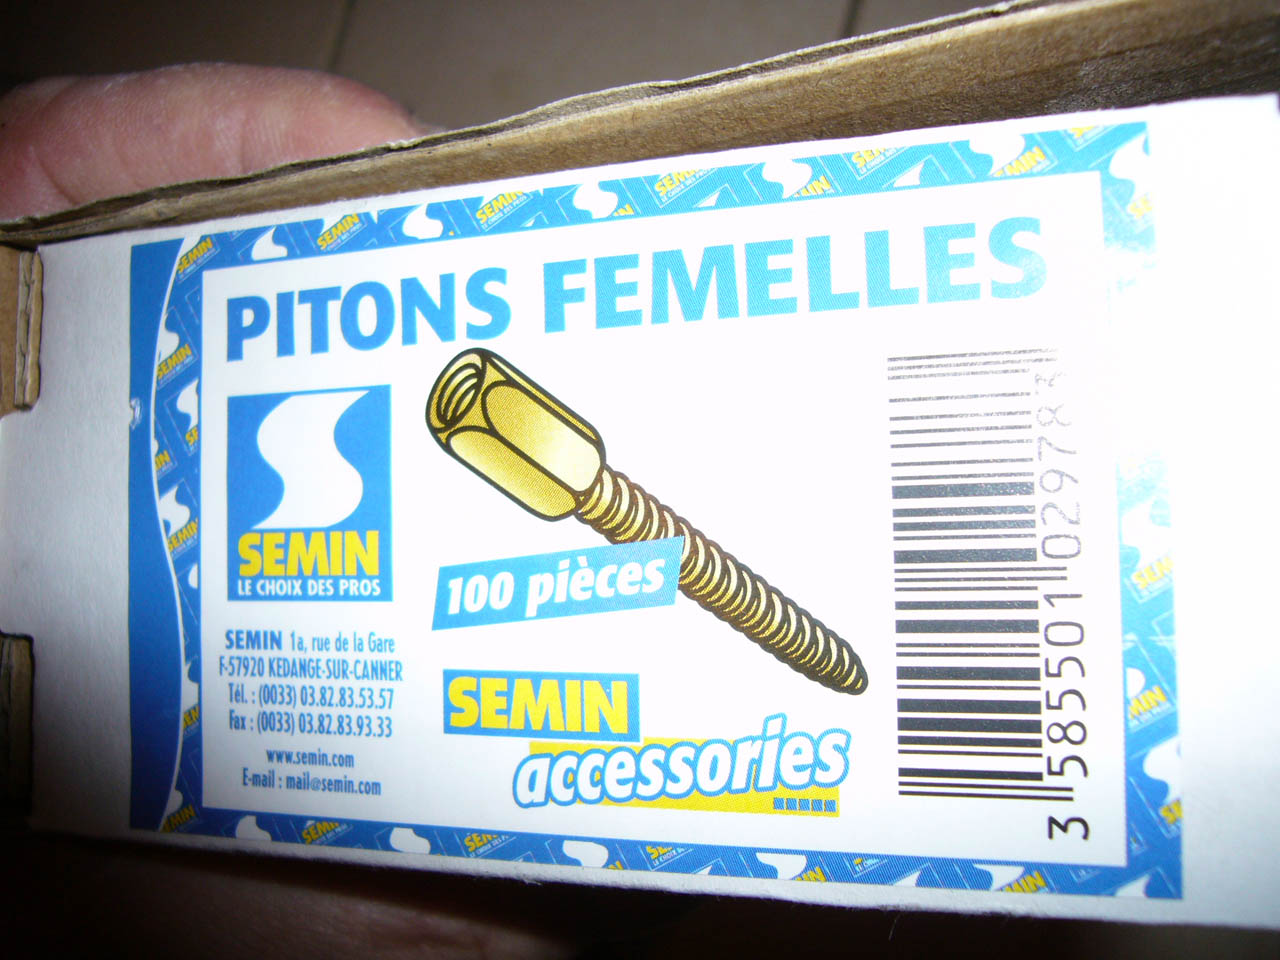 PITONS FEMELLES
SEMIN
LE CHOIX DES PROS
100 pièces
SEMIN 1a, rue de la Gare
F-57920 KEDANGE-SUR-CANNER
Tél. : (0033) 03.82.83.53.57
Fax : (0033) 03.82.83.93.33
www.semin.com
E-mail : mail@semin.com
SEMIN
accessories
3 585501 02978